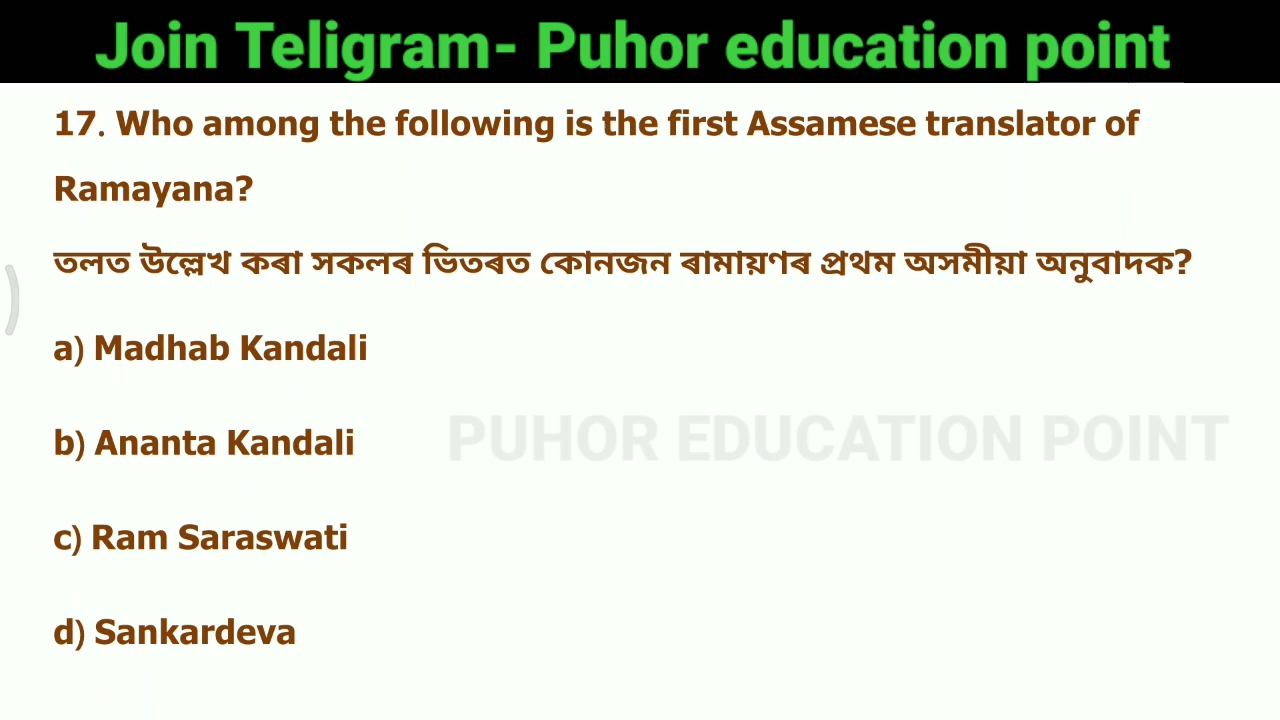 Join Teligram- Puhor education point
17. Who among the following is the first Assamese translator of
Ramayana?
তলত উল্লেখ কৰা সকলৰ ভিতৰত কোনজন ৰামায়ণৰ প্ৰথম অসমীয়া অনুবাদক?
a) Madhab Kandali
b) Ananta Kandali
PUHOR EDUCATION POINT
c) Ram Saraswati
d) Sankardeva